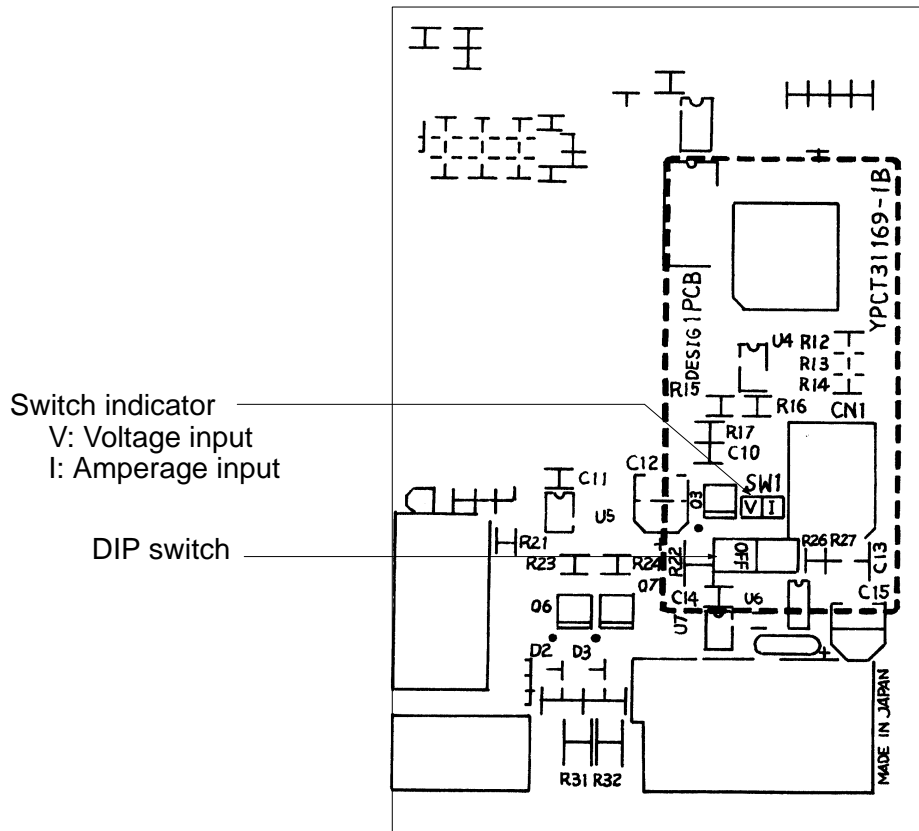 YPCT31169-1B
DESIG 1PCB
U4
R12
R13
R14
R15
R16
CN1
Switch indicator
V: Voltage input
I: Amperage input
R17
C10
C12
C11
SW1
Q3
V I
U5
DIP switch
R21
R23
R24
R22
OFF
R26
R27
C13
Q7
Q6
C14
U6
C15
U7
D2
D3
+
MADE IN JAPAN
R31
R32